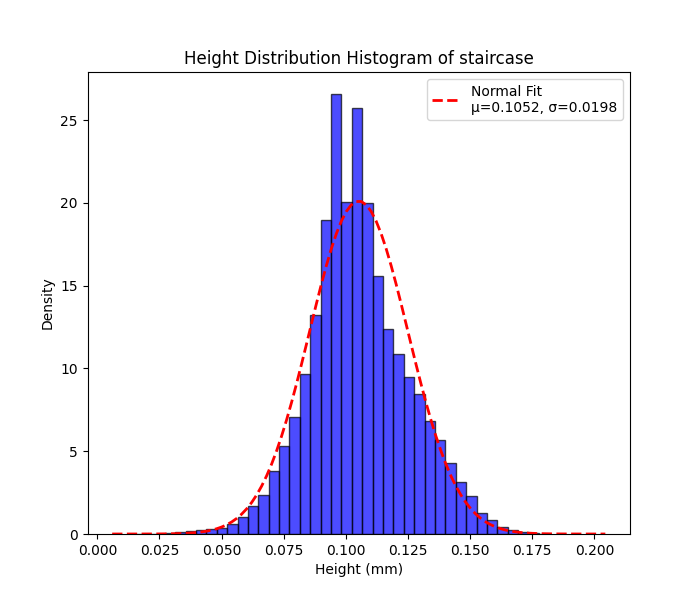 Height Distribution Histogram of staircase
Normal Fit
μ=0.1052, σ=0.0198
Density
25
20
15
10
5
0
0.000 0.025 0.050 0.075 0.100 0.125 0.150 0.175 0.200
Height (mm)